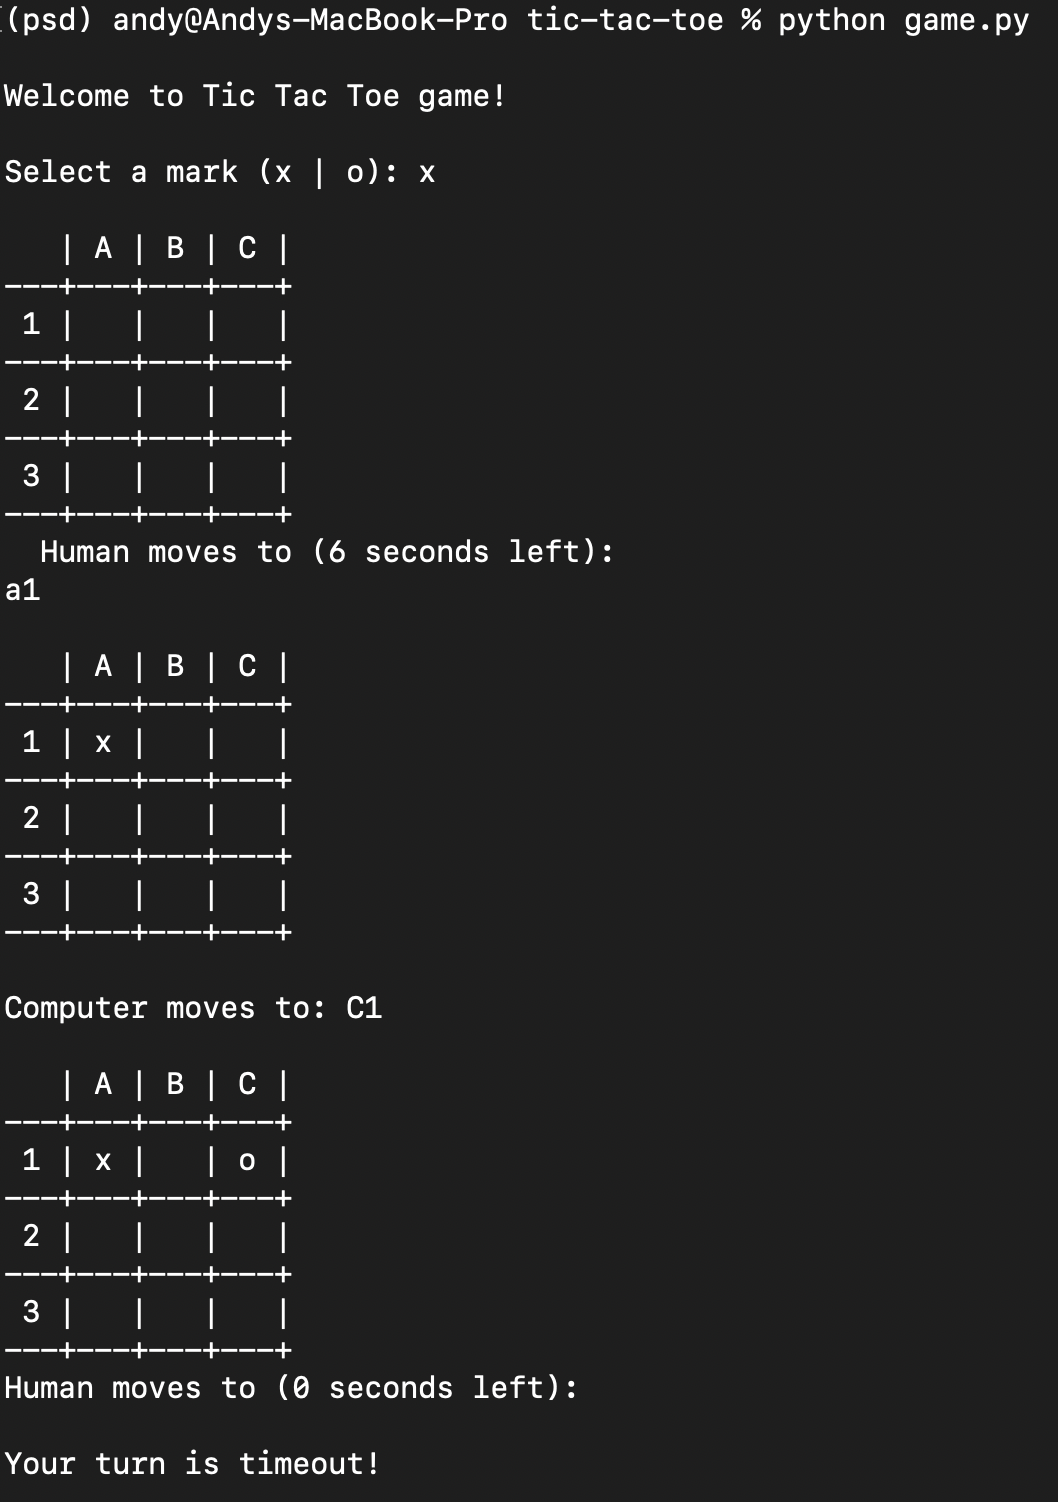 (psd) andy@Andys-MacBook-Pro tic-tac-toe % python game.py
Welcome to Tic Tac Toe game!
Select a mark (x | o): x
   | A | B | C |
---+---+---+---+
 1 |   |   |   |
---+---+---+---+
 2 |   |   |   |
---+---+---+---+
 3 |   |   |   |
---+---+---+---+
  Human moves to (6 seconds left):
a1
   | A | B | C |
---+---+---+---+
 1 | x |   |   |
---+---+---+---+
 2 |   |   |   |
---+---+---+---+
 3 |   |   |   |
---+---+---+---+
Computer moves to: C1
   | A | B | C |
---+---+---+---+
 1 | x |   | o |
---+---+---+---+
 2 |   |   |   |
---+---+---+---+
 3 |   |   |   |
---+---+---+---+
Human moves to (0 seconds left):
Your turn is timeout!